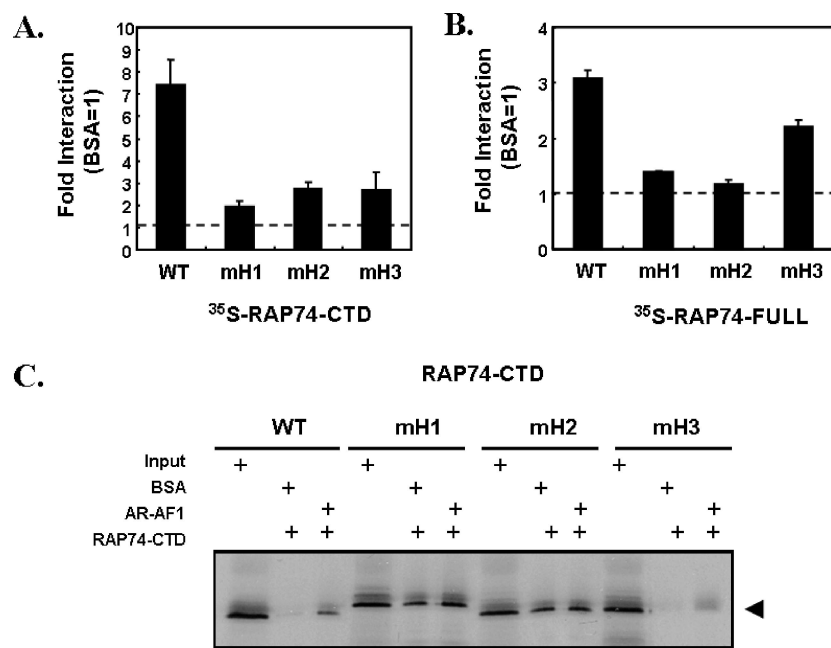 A.
Fold Interaction
(BSA=1)
10
9
8
7
6
5
4
3
2
1
0
WT mH1 mH2 mH3
³⁵S-RAP74-CTD
B.
Fold Interaction
(BSA=1)
4
3
2
1
0
WT mH1 mH2 mH3
³⁵S-RAP74-FULL
C.
RAP74-CTD
WT mH1 mH2 mH3
Input + + + +
BSA + + + +
AR-AF1 + + + +
RAP74-CTD + + + + + + + +